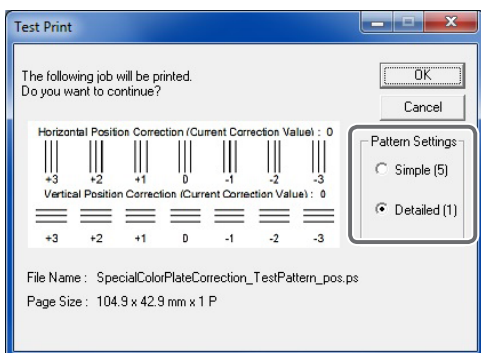 Test Print
The following job will be printed.
Do you want to continue?
OK
Cancel
Horizontal Position Correction (Current Correction Value) : 0
+3 +2 +1 0 -1 -2 -3
Vertical Position Correction (Current Correction Value) : 0
+3 +2 +1 0 -1 -2 -3
Pattern Settings
Simple (5)
Detailed (1)
File Name : SpecialColorPlateCorrection_TestPattern_pos.ps
Page Size : 104.9 x 42.9 mm x 1 P